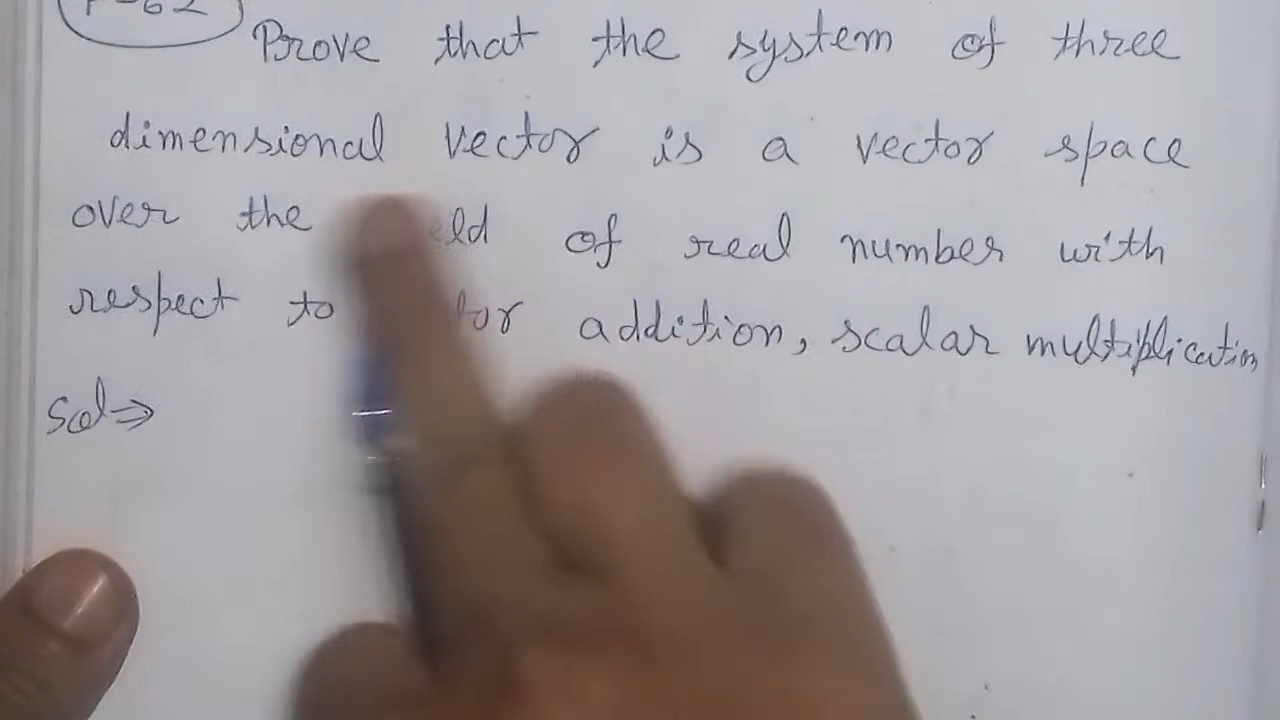 Prove that the system of three
dimensional vector is a vector space
over the of real number with
respect to addition, scalar multiplication
Sol⇒